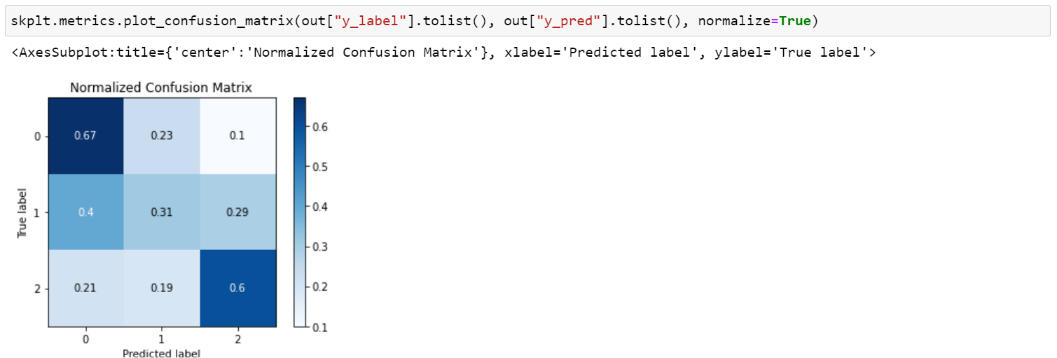 skplt.metrics.plot_confusion_matrix(out["y_label"].tolist(), out["y_pred"].tolist(), normalize=True)
<AxesSubplot:title={'center':'Normalized Confusion Matrix'}, xlabel='Predicted label', ylabel='True label'>
Normalized Confusion Matrix
True label
0 0.67 0.23 0.1
1 0.4 0.31 0.29
2 0.21 0.19 0.6
0 1 2
Predicted label
0.6
0.5
0.4
0.3
0.2
0.1